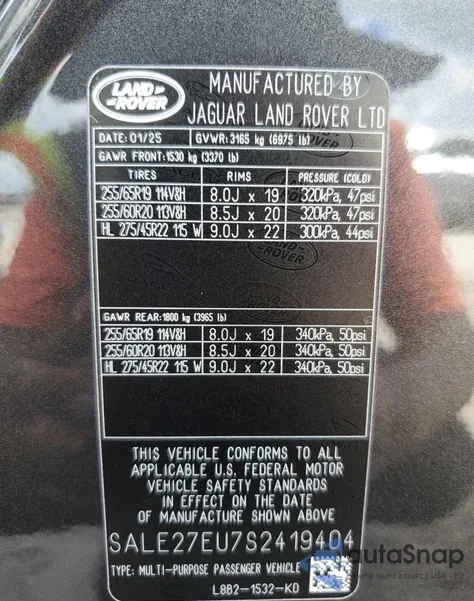 LAND ROVER
MANUFACTURED BY
JAGUAR LAND ROVER LTD
DATE: 01/25 GVWR: 3165 kg (6975 lb)
GAWR FRONT: 1530 kg (3370 lb)
TIRES RIMS PRESSURE (COLD)
255/65R19 114V&H 8.0J x 19 320kPa, 47psi
255/60R20 113V&H 8.5J x 20 320kPa, 47psi
HL 275/45R22 115 W 9.0J x 22 300kPa, 44psi
GAWR REAR: 1800 kg (3965 lb)
255/65R19 114V&H 8.0J x 19 340kPa, 50psi
255/60R20 113V&H 8.5J x 20 340kPa, 50psi
HL 275/45R22 115 W 9.0J x 22 340kPa, 50psi
THIS VEHICLE CONFORMS TO ALL
APPLICABLE U.S. FEDERAL MOTOR
VEHICLE SAFETY STANDARDS
IN EFFECT ON THE DATE
OF MANUFACTURE SHOWN ABOVE
SALE27EU7S2419404
TYPE: MULTI-PURPOSE PASSENGER VEHICLE
L8B2-1532-KD
autoSnap